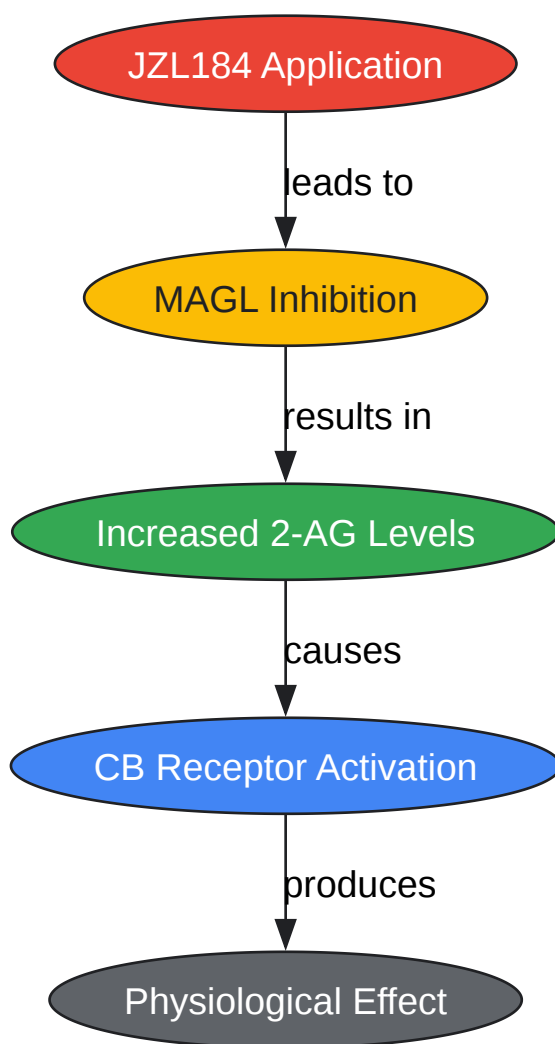 JZL184 Application
leads to
MAGL Inhibition
results in
Increased 2-AG Levels
causes
CB Receptor Activation
produces
Physiological Effect